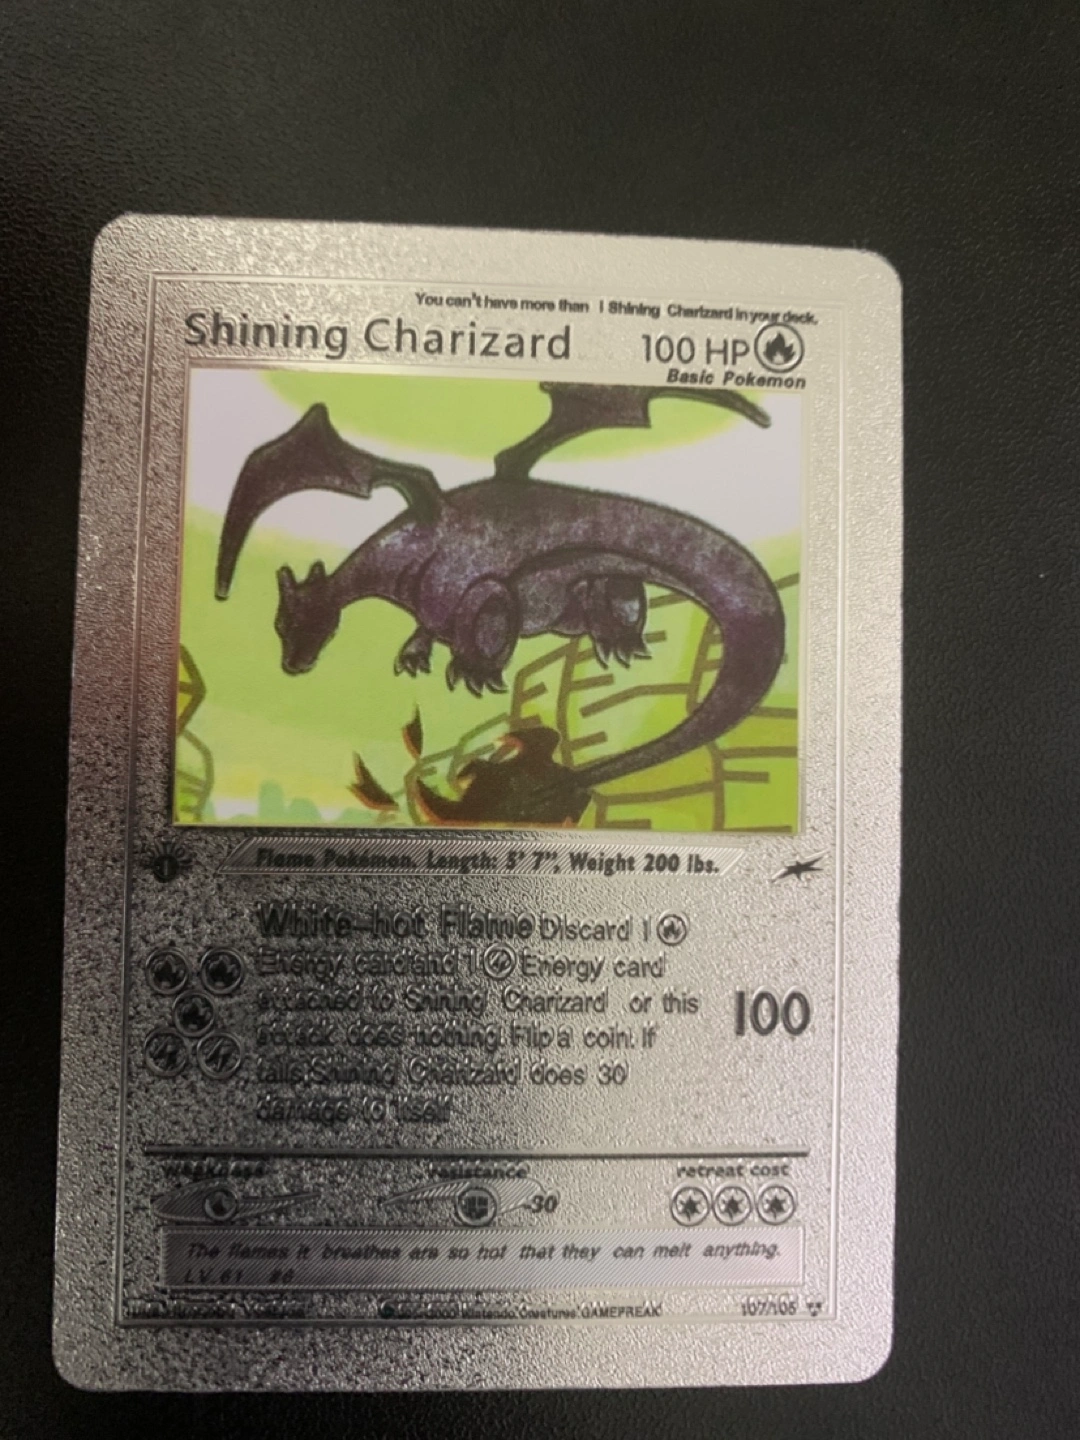 You can't have more than 1 Shining Charizard in your deck.
Shining Charizard 100 HP
Basic Pokemon
Flame Pokémon. Length: 5' 7", Weight 200 lbs.
White-hot Flame Discard 1
Energy card and 1 Energy card
attached to Shining Charizard or this
attack does nothing. Flip a coin. If
tails, Shining Charizard does 30
damage to itself
100
weakness resistance retreat cost
-30
The flames it breathes are so hot that they can melt anything.
LV. 61 #6
Nintendo, Creatures, GAMEFREAK 107/105